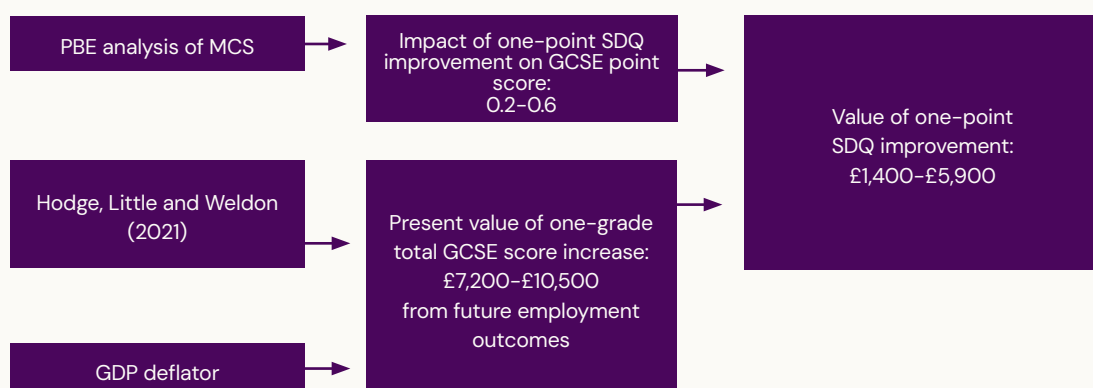 PBE analysis of MCS
Impact of one-point SDQ
improvement on GCSE point
score:
0.2-0.6
Value of one-point
SDQ improvement:
£1,400-£5,900
Hodge, Little and Weldon
(2021)
Present value of one-grade
total GCSE score increase:
£7,200-£10,500
from future employment
outcomes
GDP deflator